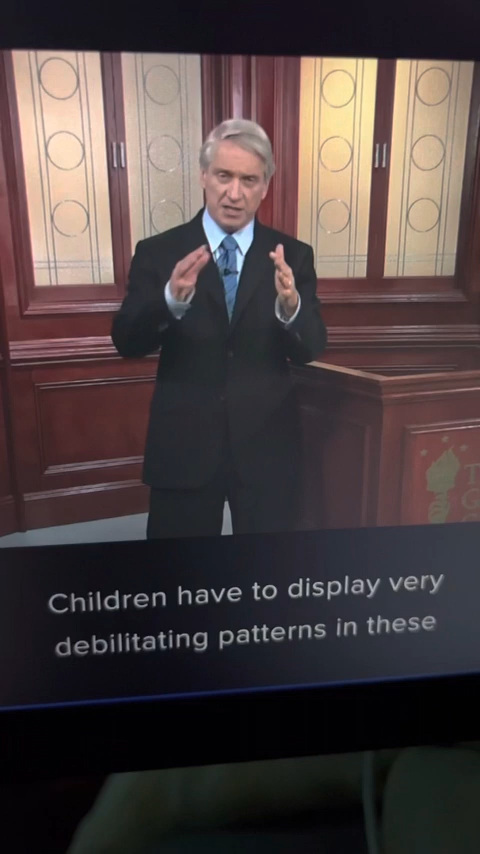 Children have to display very
debilitating patterns in these